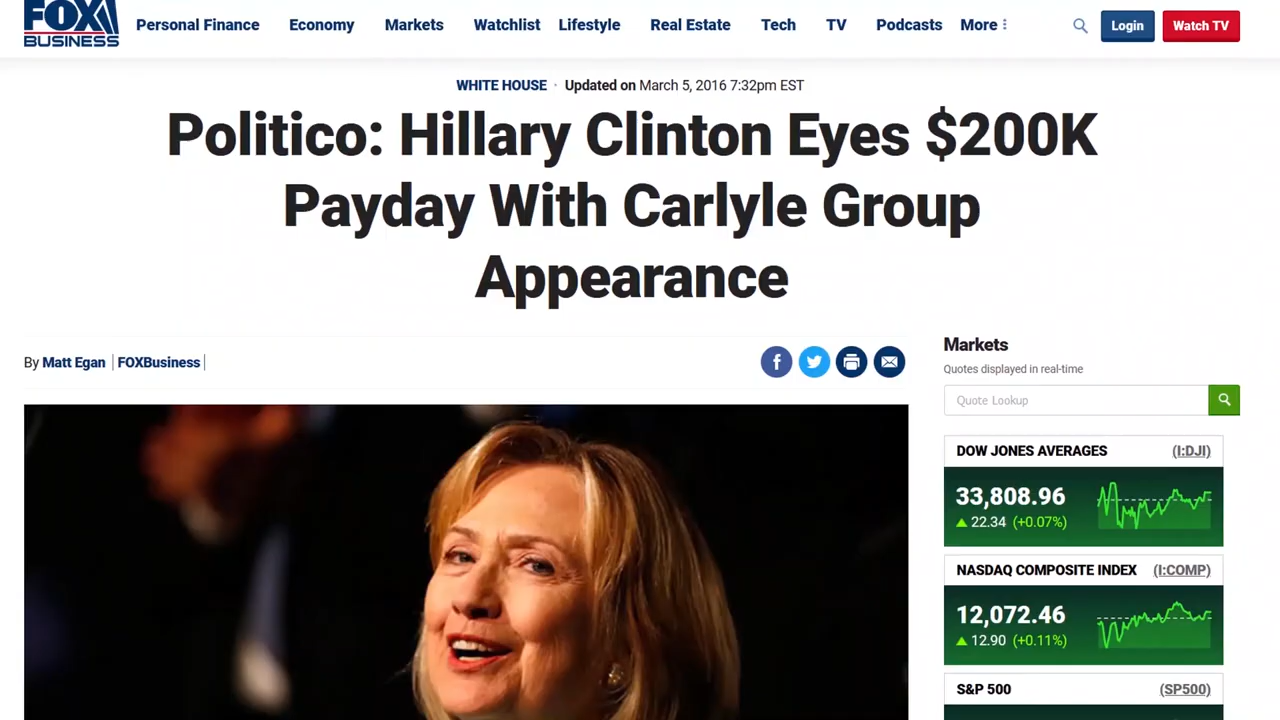 FOX
BUSINESS
Personal Finance Economy Markets Watchlist Lifestyle Real Estate Tech TV Podcasts More Login Watch TV
WHITE HOUSE · Updated on March 5, 2016 7:32pm EST
Politico: Hillary Clinton Eyes $200K
Payday With Carlyle Group
Appearance
By Matt Egan | FOXBusiness |
Markets
Quotes displayed in real-time
Quote Lookup
DOW JONES AVERAGES (I:DJI)
33,808.96
22.34 (+0.07%)
NASDAQ COMPOSITE INDEX (I:COMP)
12,072.46
12.90 (+0.11%)
S&P 500 (SP500)